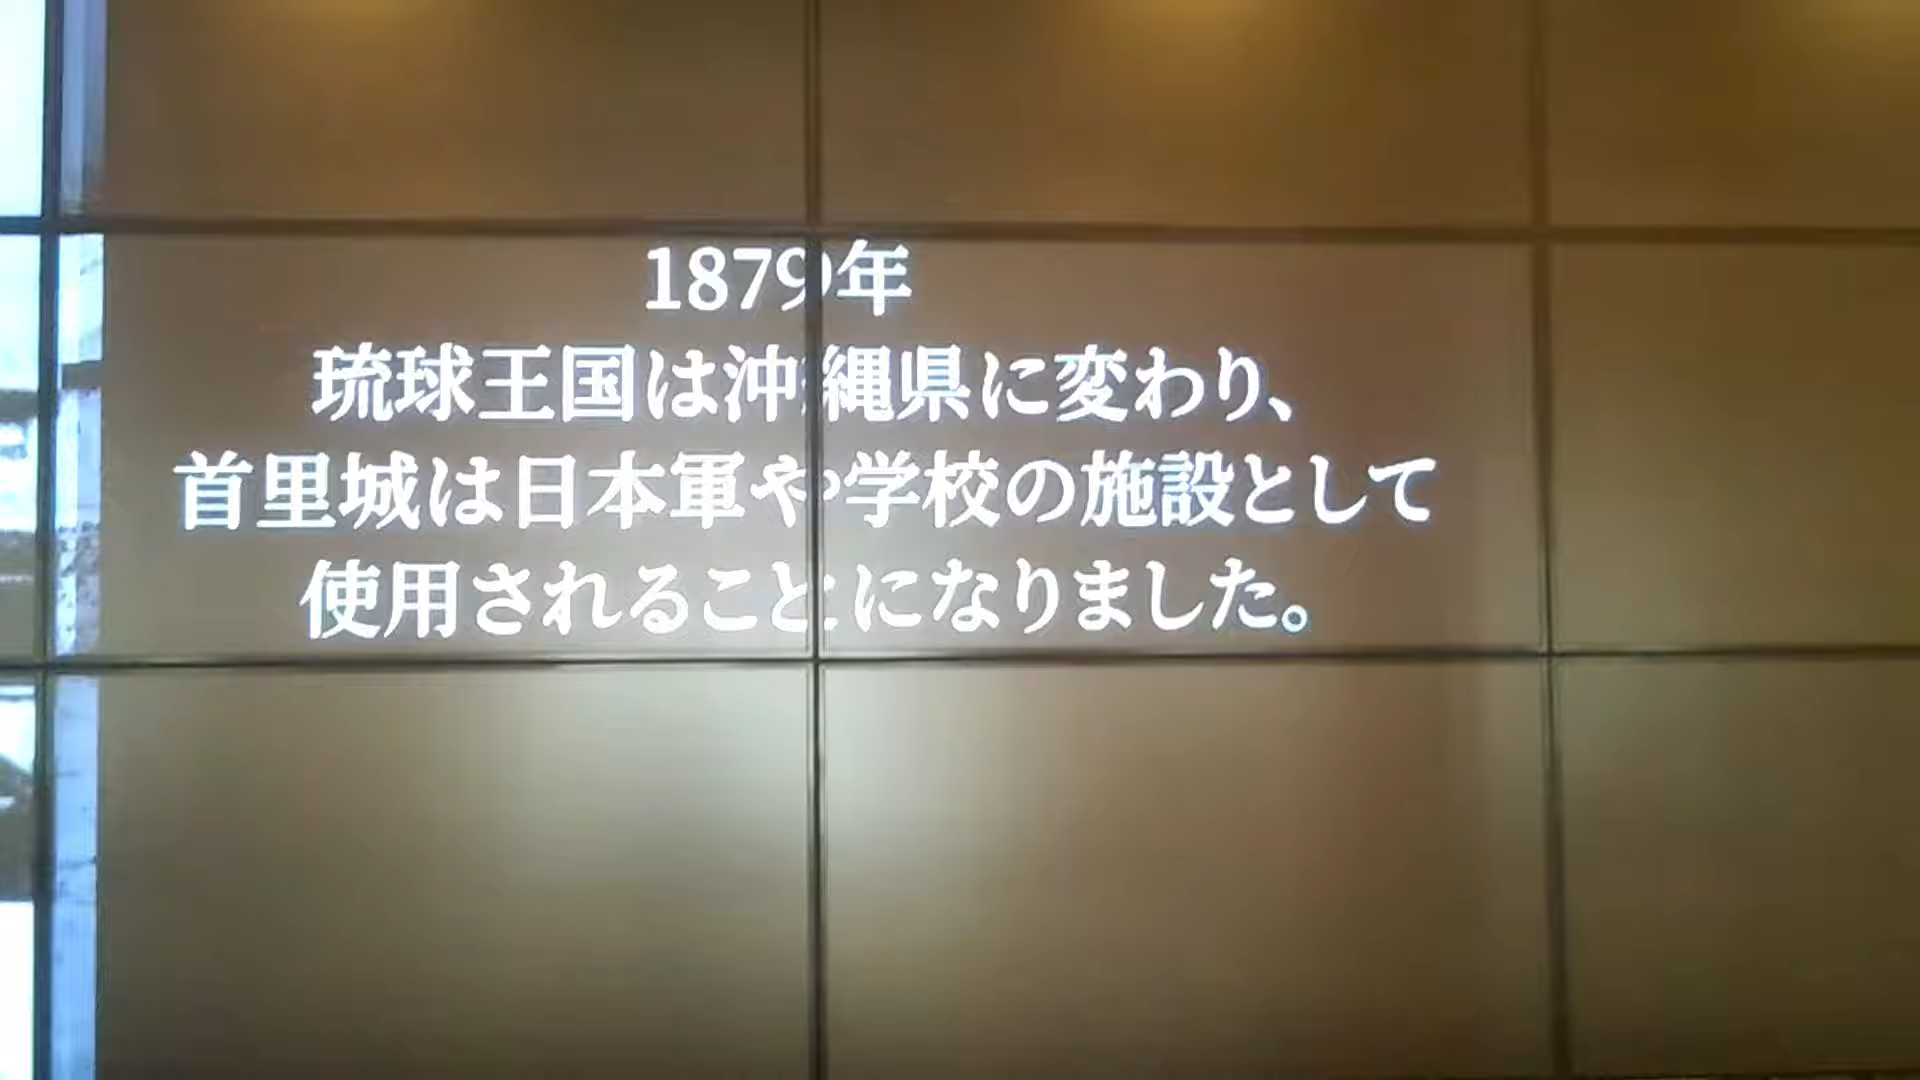 1879年
琉球王国は沖縄県に変わり、
首里城は日本軍や学校の施設として
使用されることになりました。